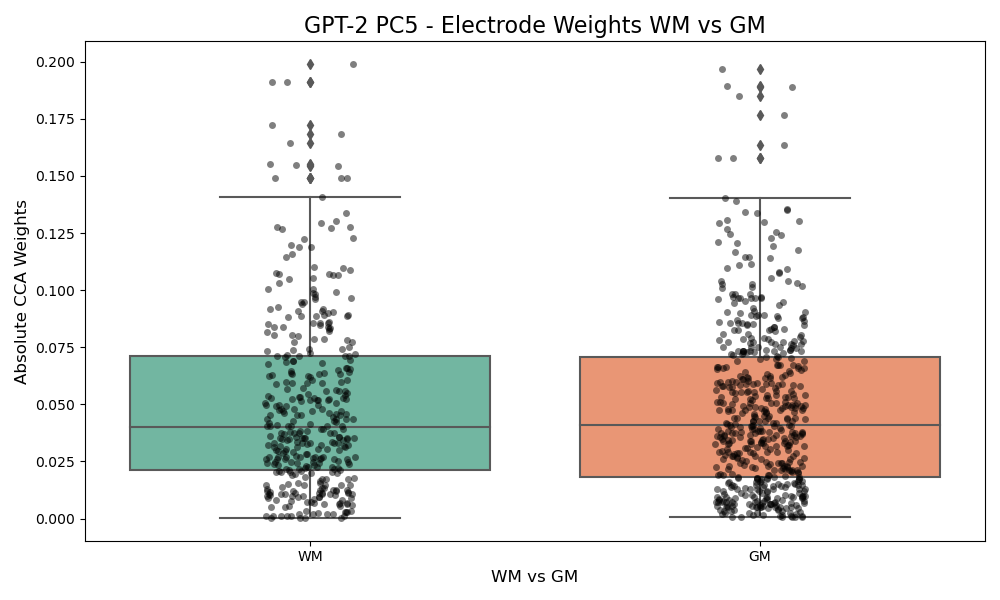 GPT-2 PC5 - Electrode Weights WM vs GM
Absolute CCA Weights
0.200
0.175
0.150
0.125
0.100
0.075
0.050
0.025
0.000
WM
GM
WM vs GM